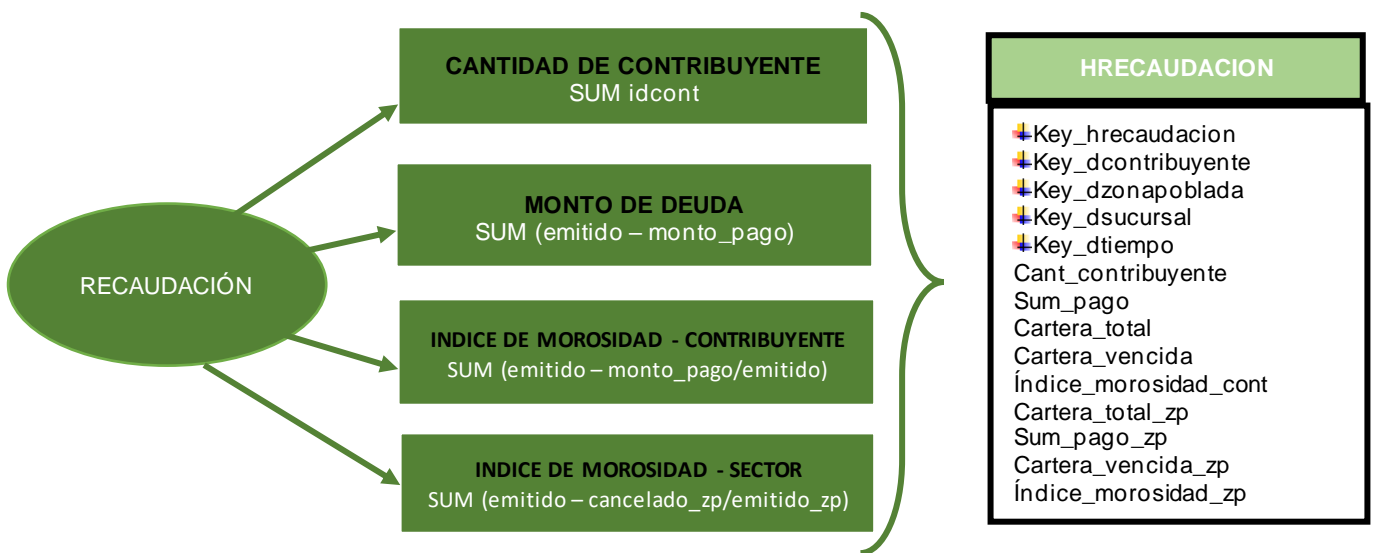 RECAUDACIÓN
CANTIDAD DE CONTRIBUYENTE
SUM idcont
MONTO DE DEUDA
SUM (emitido – monto_pago)
INDICE DE MOROSIDAD - CONTRIBUYENTE
SUM (emitido – monto_pago/emitido)
INDICE DE MOROSIDAD - SECTOR
SUM (emitido – cancelado_zp/emitido_zp)
HRECAUDACION
Key_hrecaudacion
Key_dcontribuyente
Key_dzonapoblada
Key_dsucursal
Key_dtiempo
Cant_contribuyente
Sum_pago
Cartera_total
Cartera_vencida
Índice_morosidad_cont
Cartera_total_zp
Sum_pago_zp
Cartera_vencida_zp
Índice_morosidad_zp